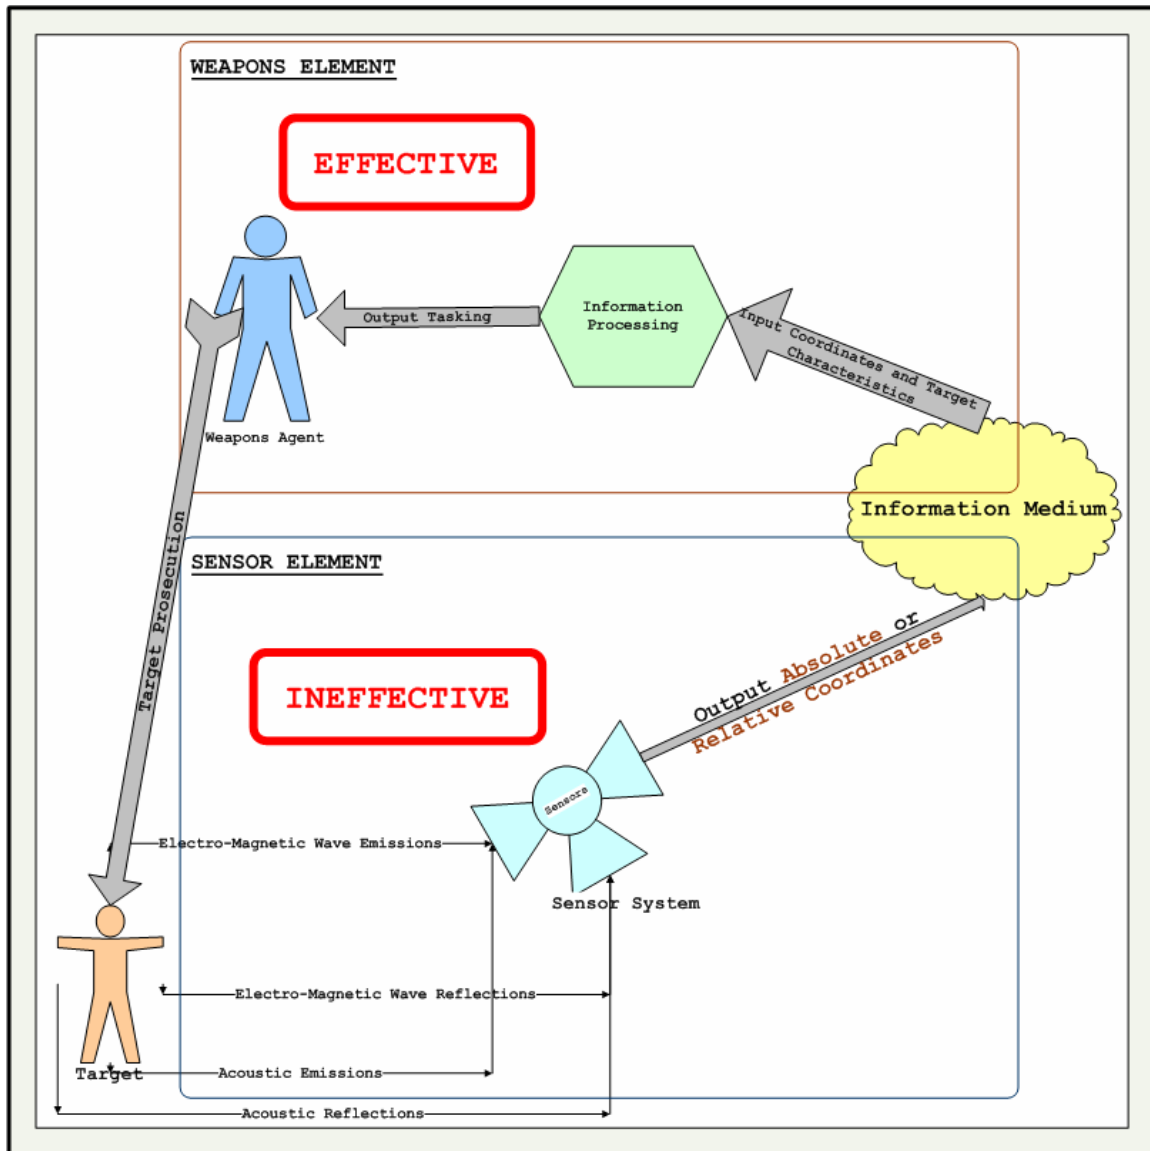 WEAPONS ELEMENT
EFFECTIVE
Information
Processing
Output Tasking
Input Coordinates and Target
Characteristics
Weapons Agent
Information Medium
Target Prosecution
SENSOR ELEMENT
INEFFECTIVE
Output Absolute or
Relative Coordinates
Sensors
Electro-Magnetic Wave Emissions
Sensor System
Electro-Magnetic Wave Reflections
Target
Acoustic Emissions
Acoustic Reflections